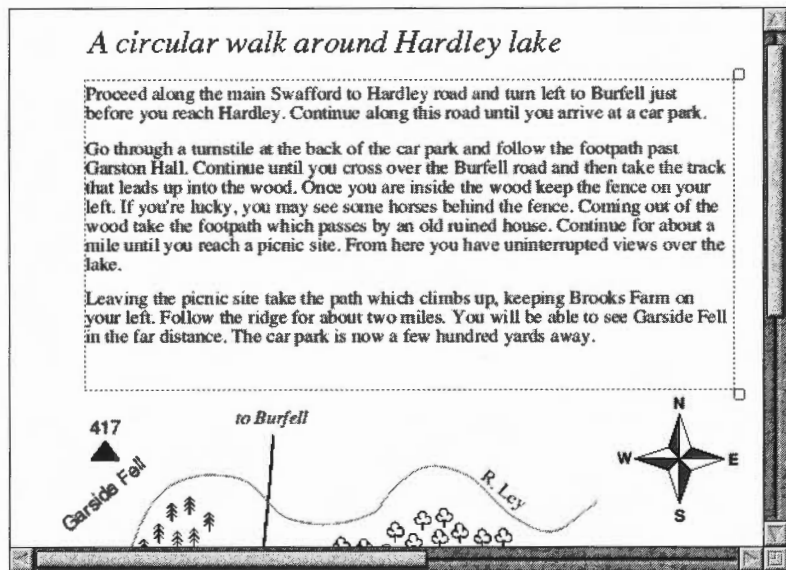 A circular walk around Hardley lake
Proceed along the main Swafford to Hardley road and turn left to Burfell just
before you reach Hardley. Continue along this road until you arrive at a car park.
Go through a turnstile at the back of the car park and follow the footpath past
Garston Hall. Continue until you cross over the Burfell road and then take the track
that leads up into the wood. Once you are inside the wood keep the fence on your
left. If you're lucky, you may see some horses behind the fence. Coming out of the
wood take the footpath which passes by an old ruined house. Continue for about a
mile until you reach a picnic site. From here you have uninterrupted views over the
lake.
Leaving the picnic site take the path which climbs up, keeping Brooks Farm on
your left. Follow the ridge for about two miles. You will be able to see Garside Fell
in the far distance. The car park is now a few hundred yards away.
to Burfell
417
Garside Fell
R. Ley
N
W
E
S